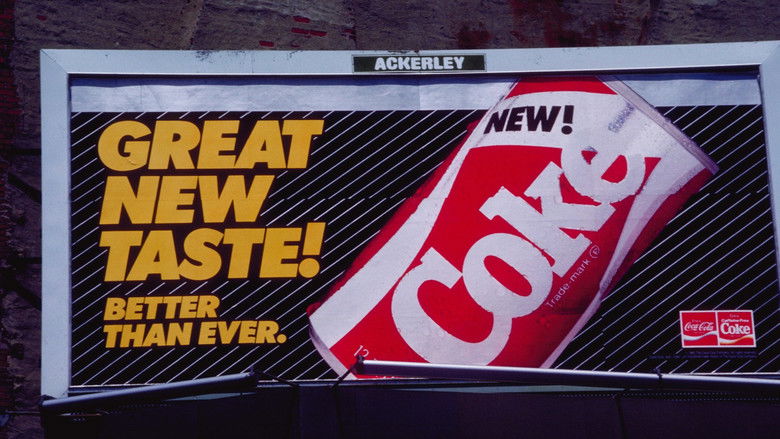 ACKERLEY
GREAT
NEW
TASTE!
BETTER
THAN EVER.
NEW!
Coke
Trade-mark ®
Coca-Cola
Coke